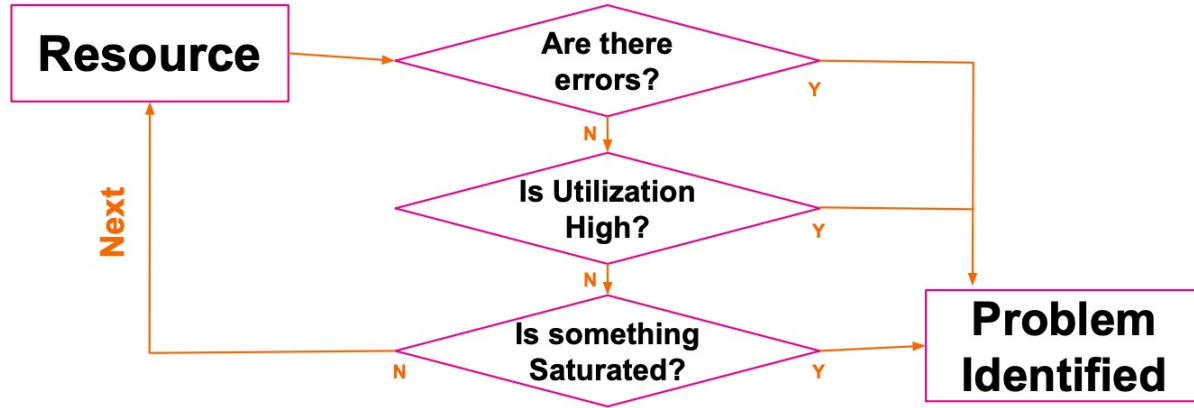 Resource
Are there
errors?
Y
N
Is Utilization
High?
Y
N
Next
Is something
Saturated?
N
Y
Problem
Identified